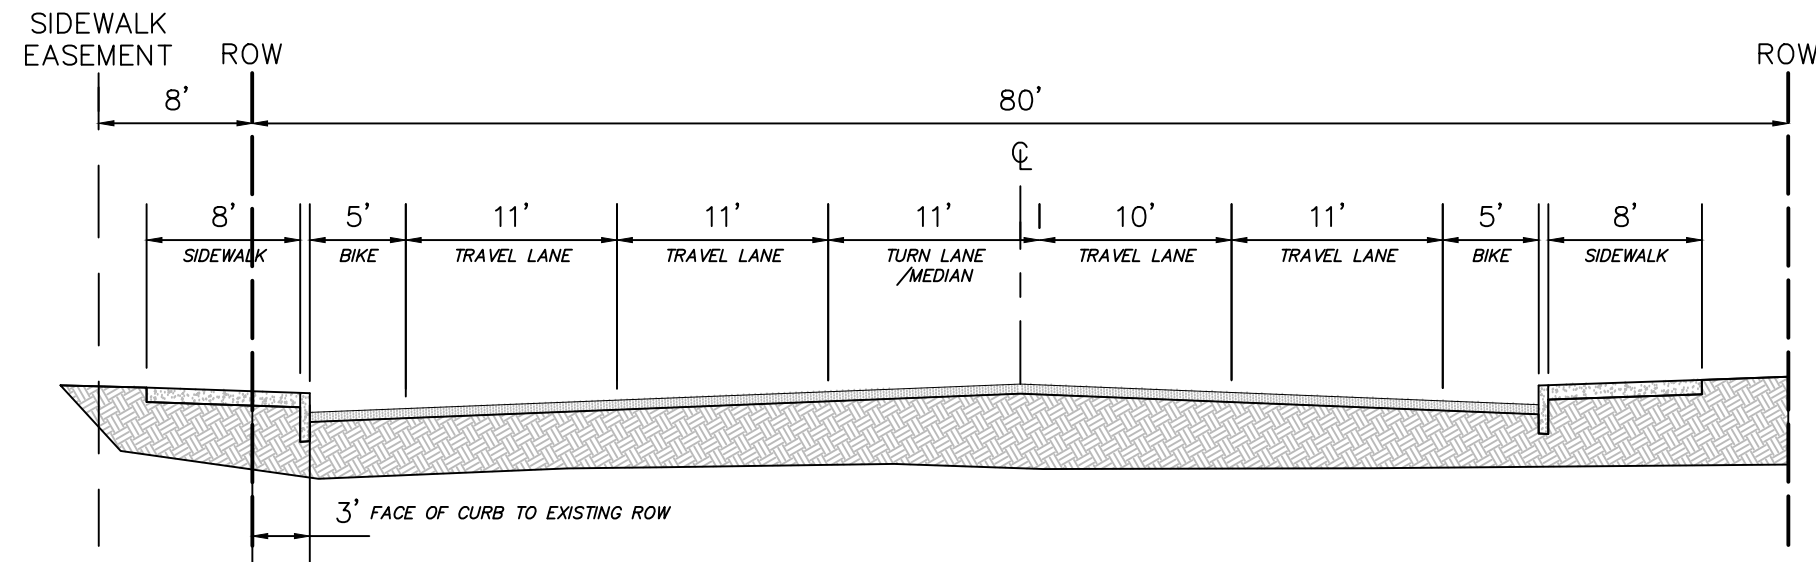 SIDEWALK
EASEMENT
ROW
ROW
8'
80'
℄
8'
5'
11'
11'
11'
10'
11'
5'
8'
SIDEWALK
BIKE
TRAVEL LANE
TRAVEL LANE
TURN LANE
/MEDIAN
TRAVEL LANE
TRAVEL LANE
BIKE
SIDEWALK
3' FACE OF CURB TO EXISTING ROW